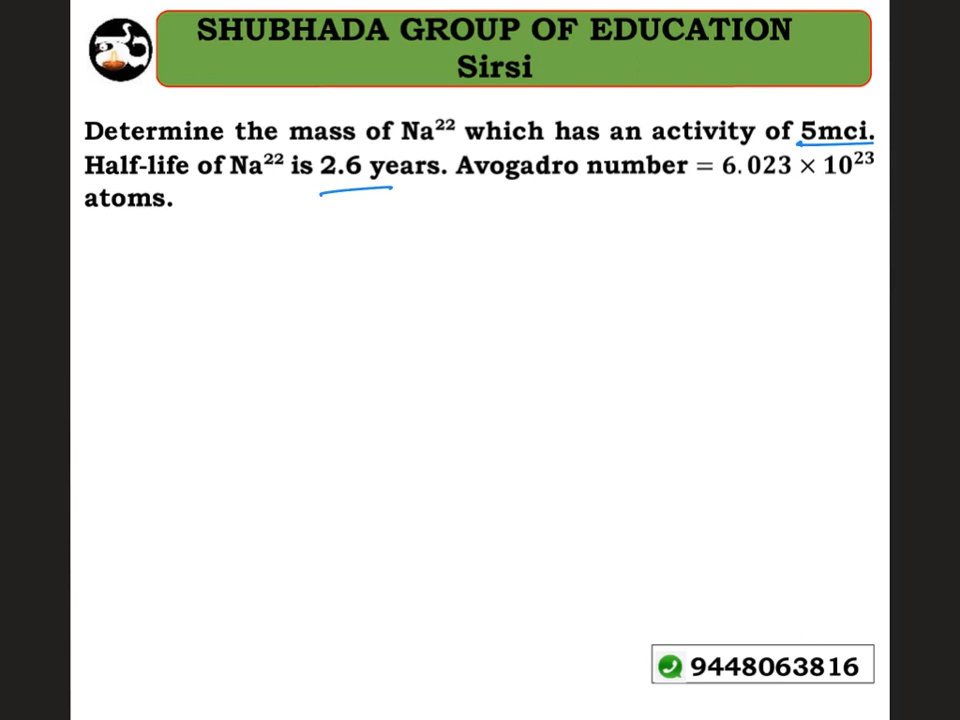 SHUBHADA GROUP OF EDUCATION
Sirsi
Determine the mass of Na²² which has an activity of 5mci.
Half-life of Na²² is 2.6 years. Avogadro number = 6.023 × 10²³
atoms.
9448063816